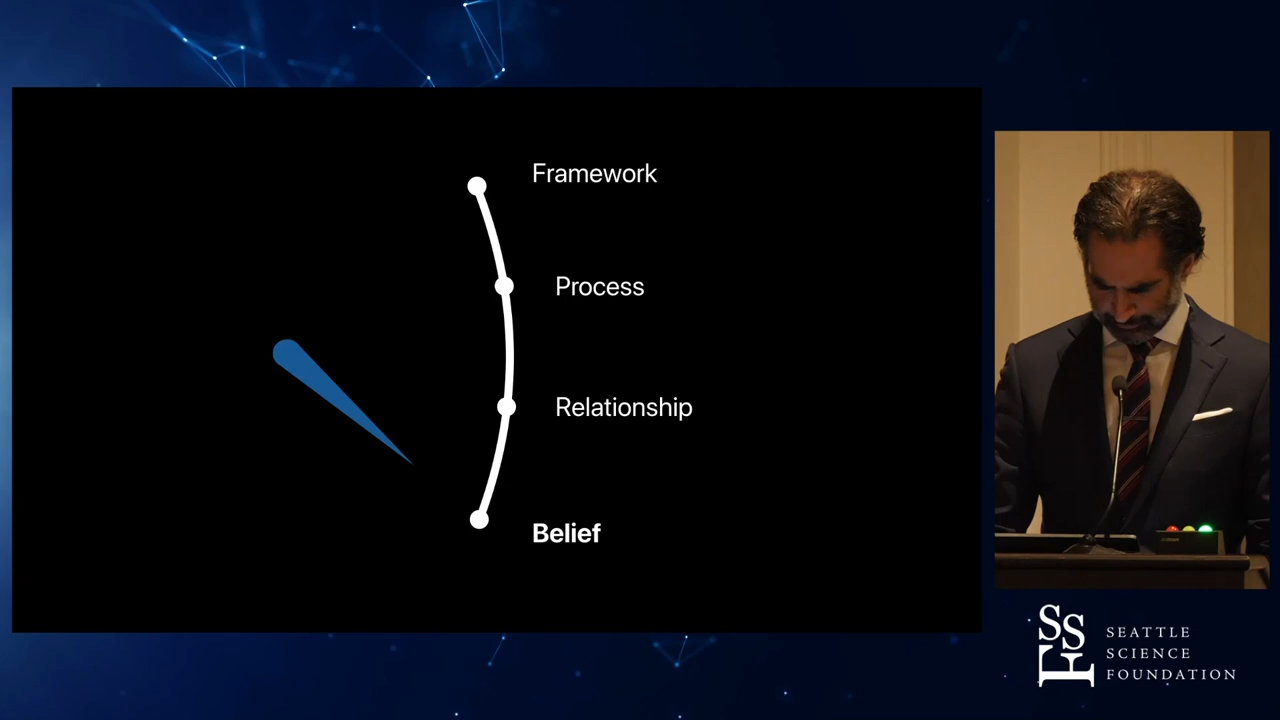 Framework
Process
Relationship
Belief
SSF
SEATTLE
SCIENCE
FOUNDATION